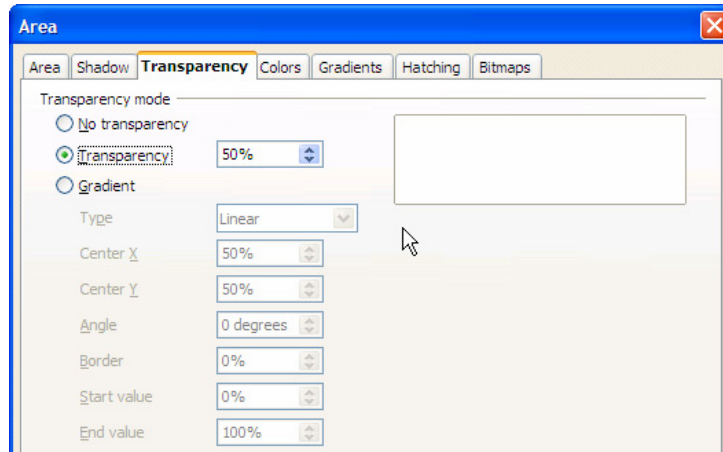 Area
Area Shadow Transparency Colors Gradients Hatching Bitmaps
Transparency mode
No transparency
Transparency 50%
Gradient
Type Linear
Center X 50%
Center Y 50%
Angle 0 degrees
Border 0%
Start value 0%
End value 100%